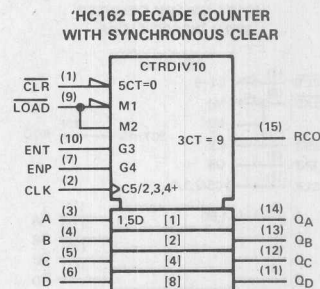 'HC162 DECADE COUNTER
WITH SYNCHRONOUS CLEAR
CTRDIV10
CLR (1) 5CT=0
LOAD (9) M1
M2
ENT (10) G3 3CT = 9 (15) RCO
ENP (7) G4
CLK (2) C5/2,3,4+
A (3) 1,5D [1] (14) QA
B (4) [2] (13) QB
C (5) [4] (12) QC
D (6) [8] (11) QD